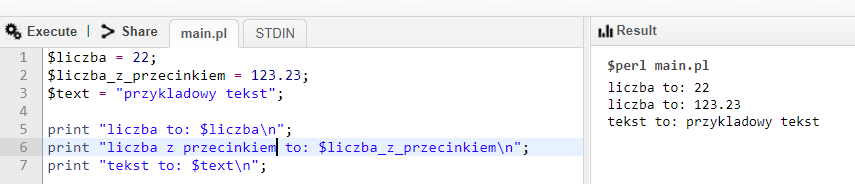 Execute | Share main.pl STDIN
1 $liczba = 22;
2 $liczba_z_przecinkiem = 123.23;
3 $text = "przykladowy tekst";
4
5 print "liczba to: $liczba\n";
6 print "liczba z przecinkiem to: $liczba_z_przecinkiem\n";
7 print "tekst to: $text\n";
Result
$perl main.pl
liczba to: 22
liczba to: 123.23
tekst to: przykladowy tekst